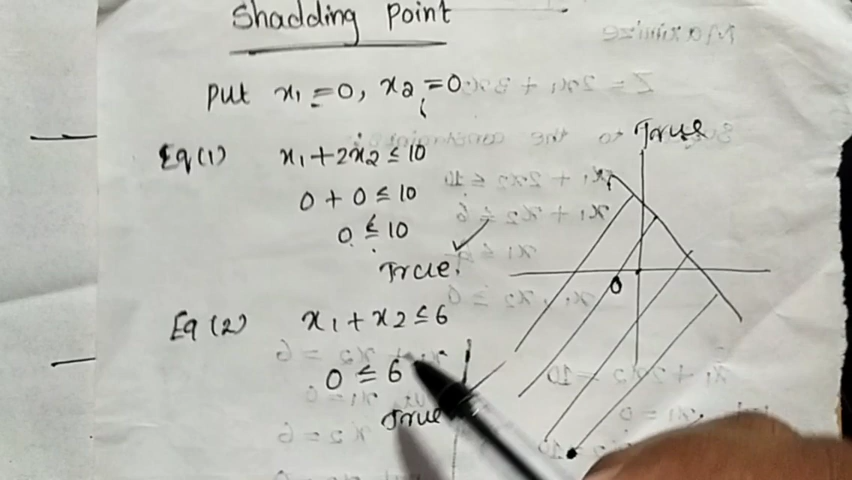 Shadding point
put x1 = 0, x2 = 0
Eq(1) x1 + 2x2 ≤ 10
0 + 0 ≤ 10
0 ≤ 10
True.
True
0
Eq(2) x1 + x2 ≤ 6
0 ≤ 6
True